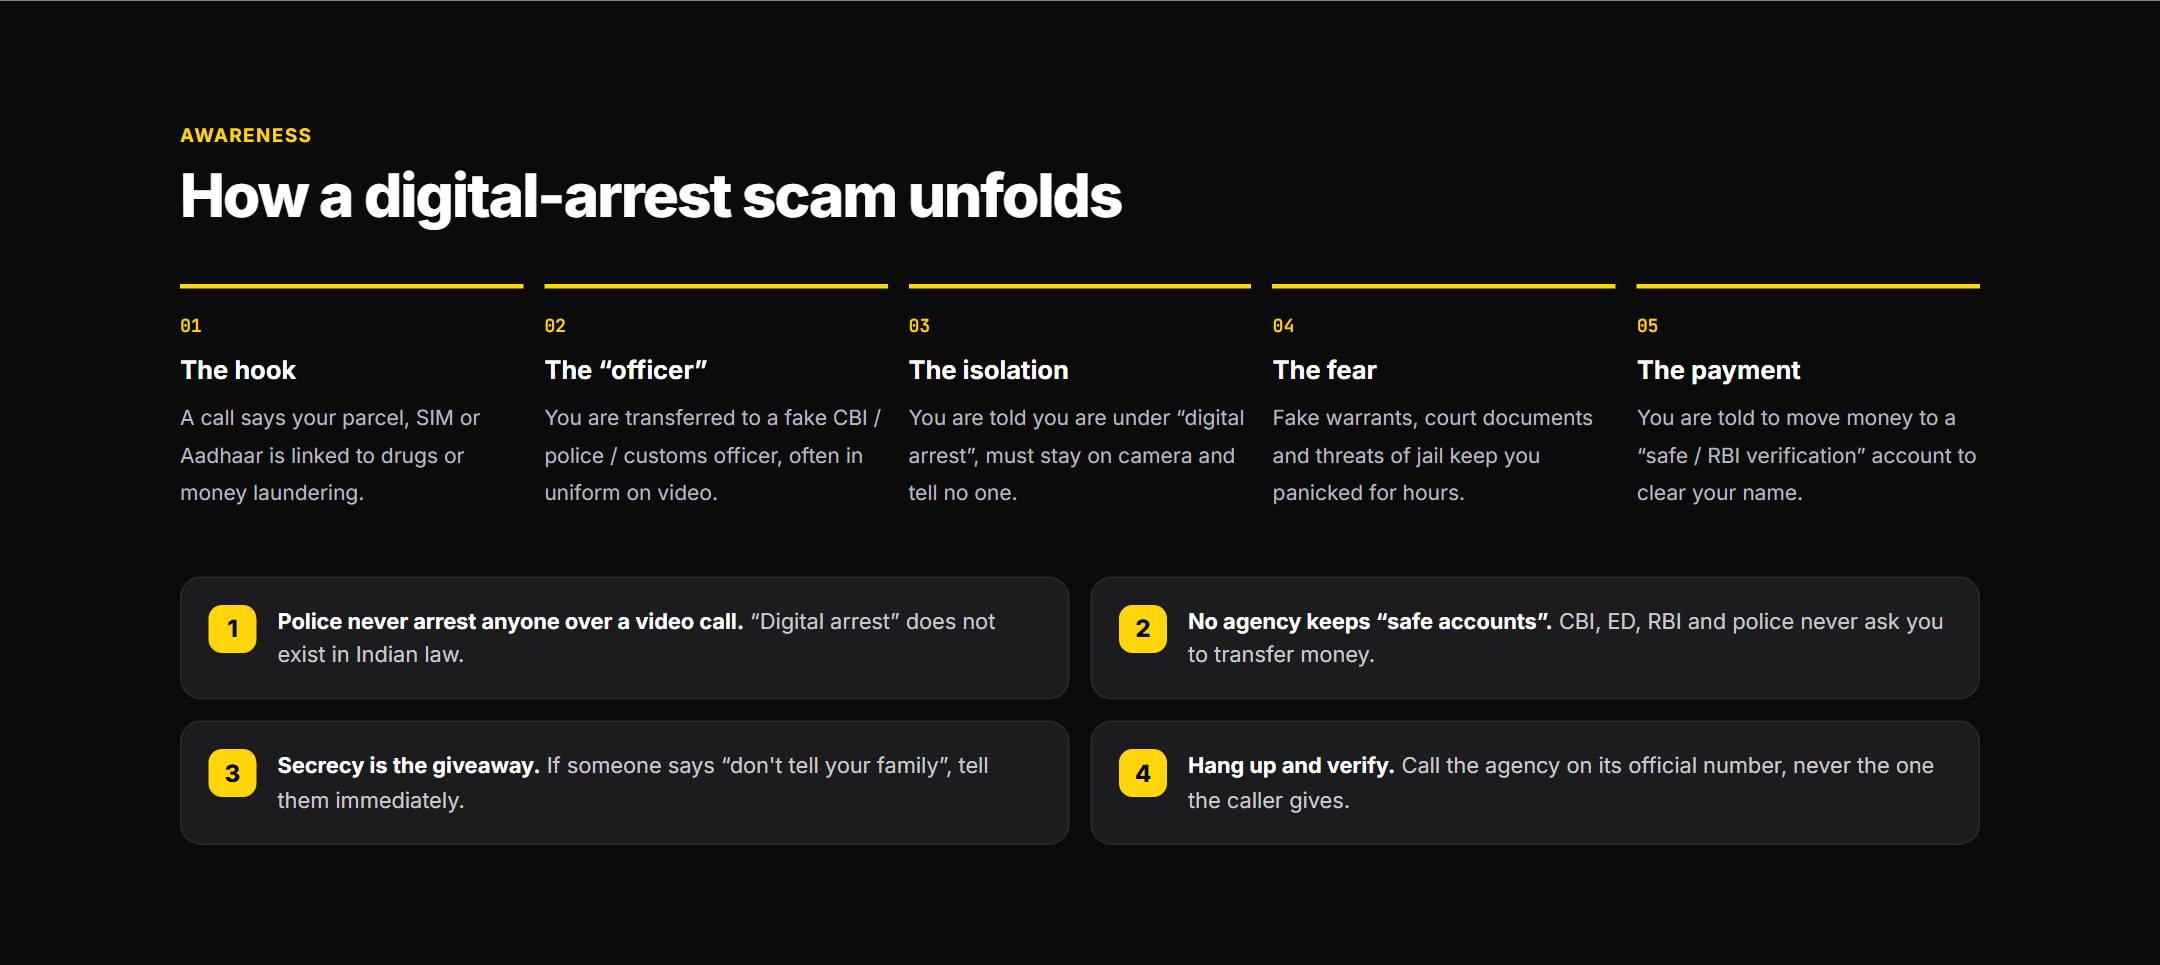 AWARENESS
How a digital-arrest scam unfolds
01
The hook
A call says your parcel, SIM or
Aadhaar is linked to drugs or
money laundering.
02
The “officer”
You are transferred to a fake CBI /
police / customs officer, often in
uniform on video.
03
The isolation
You are told you are under “digital
arrest”, must stay on camera and
tell no one.
04
The fear
Fake warrants, court documents
and threats of jail keep you
panicked for hours.
05
The payment
You are told to move money to a
“safe / RBI verification” account to
clear your name.
1
Police never arrest anyone over a video call. “Digital arrest” does not
exist in Indian law.
2
No agency keeps “safe accounts”. CBI, ED, RBI and police never ask you
to transfer money.
3
Secrecy is the giveaway. If someone says “don't tell your family”, tell
them immediately.
4
Hang up and verify. Call the agency on its official number, never the one
the caller gives.